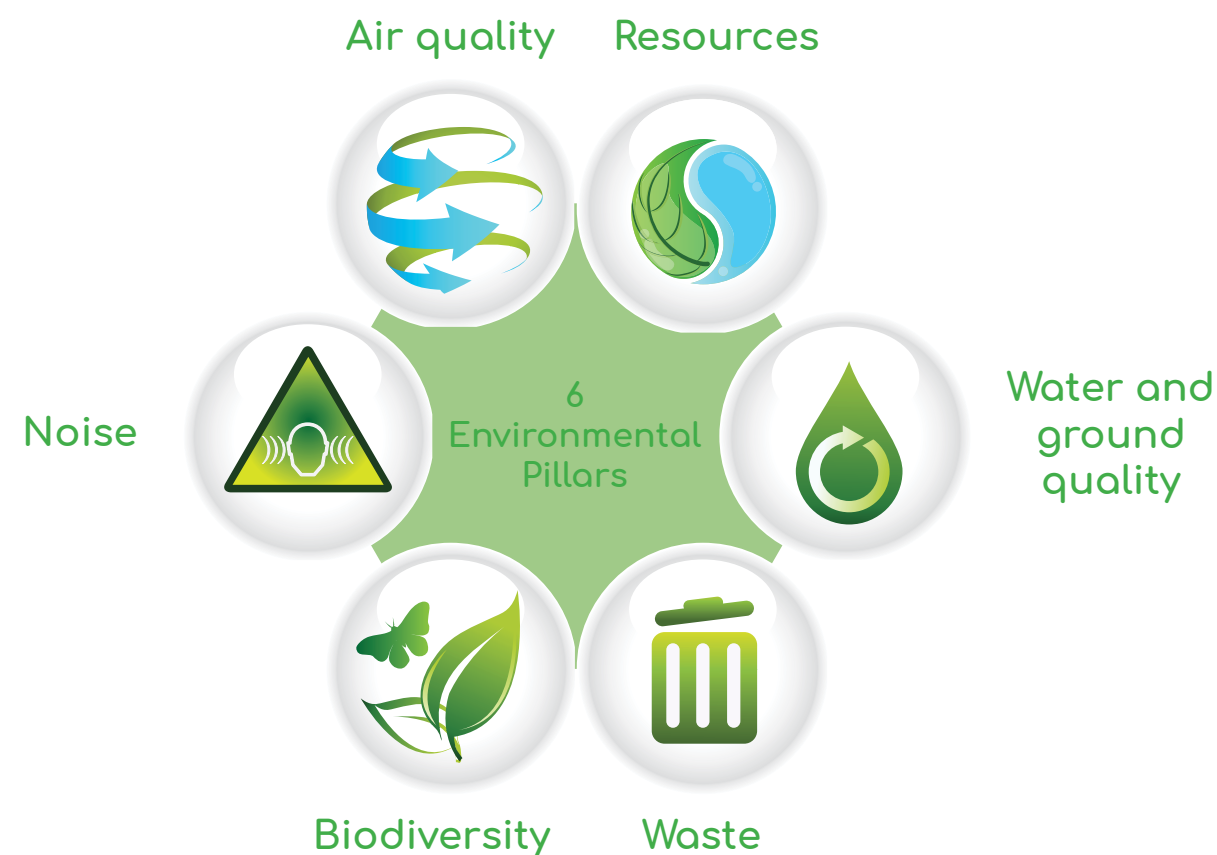 Air quality
Resources
Noise
6
Environmental
Pillars
Water and
ground
quality
Biodiversity
Waste